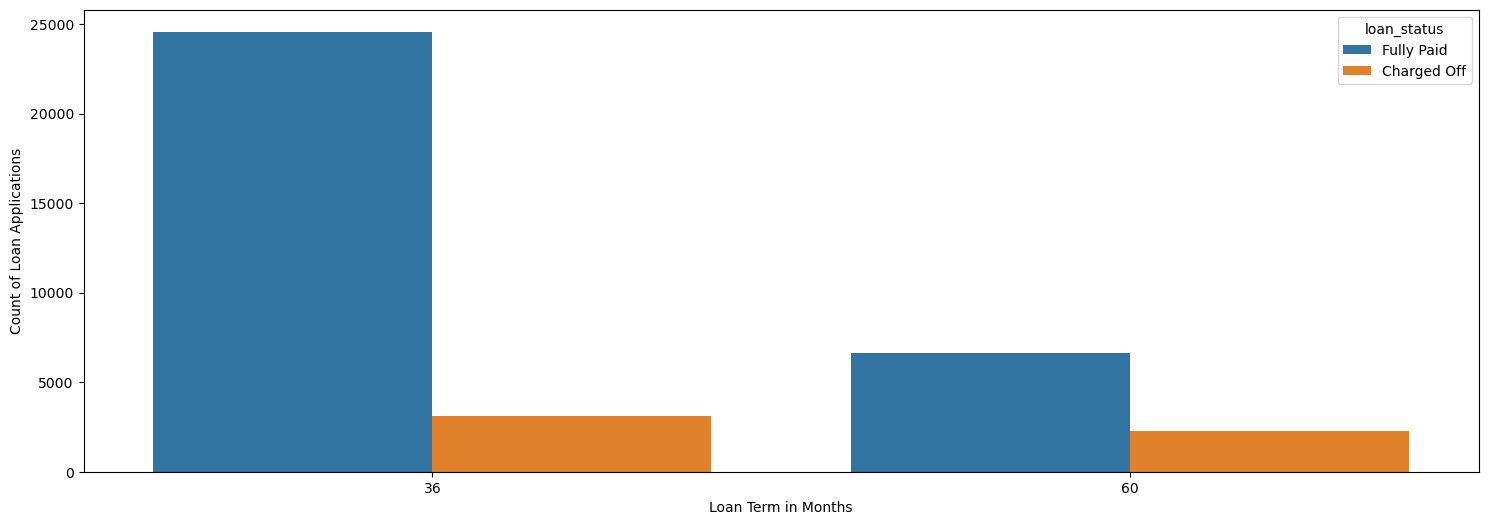 25000
20000
15000
10000
5000
0
Count of Loan Applications
loan_status
Fully Paid
Charged Off
36
60
Loan Term in Months